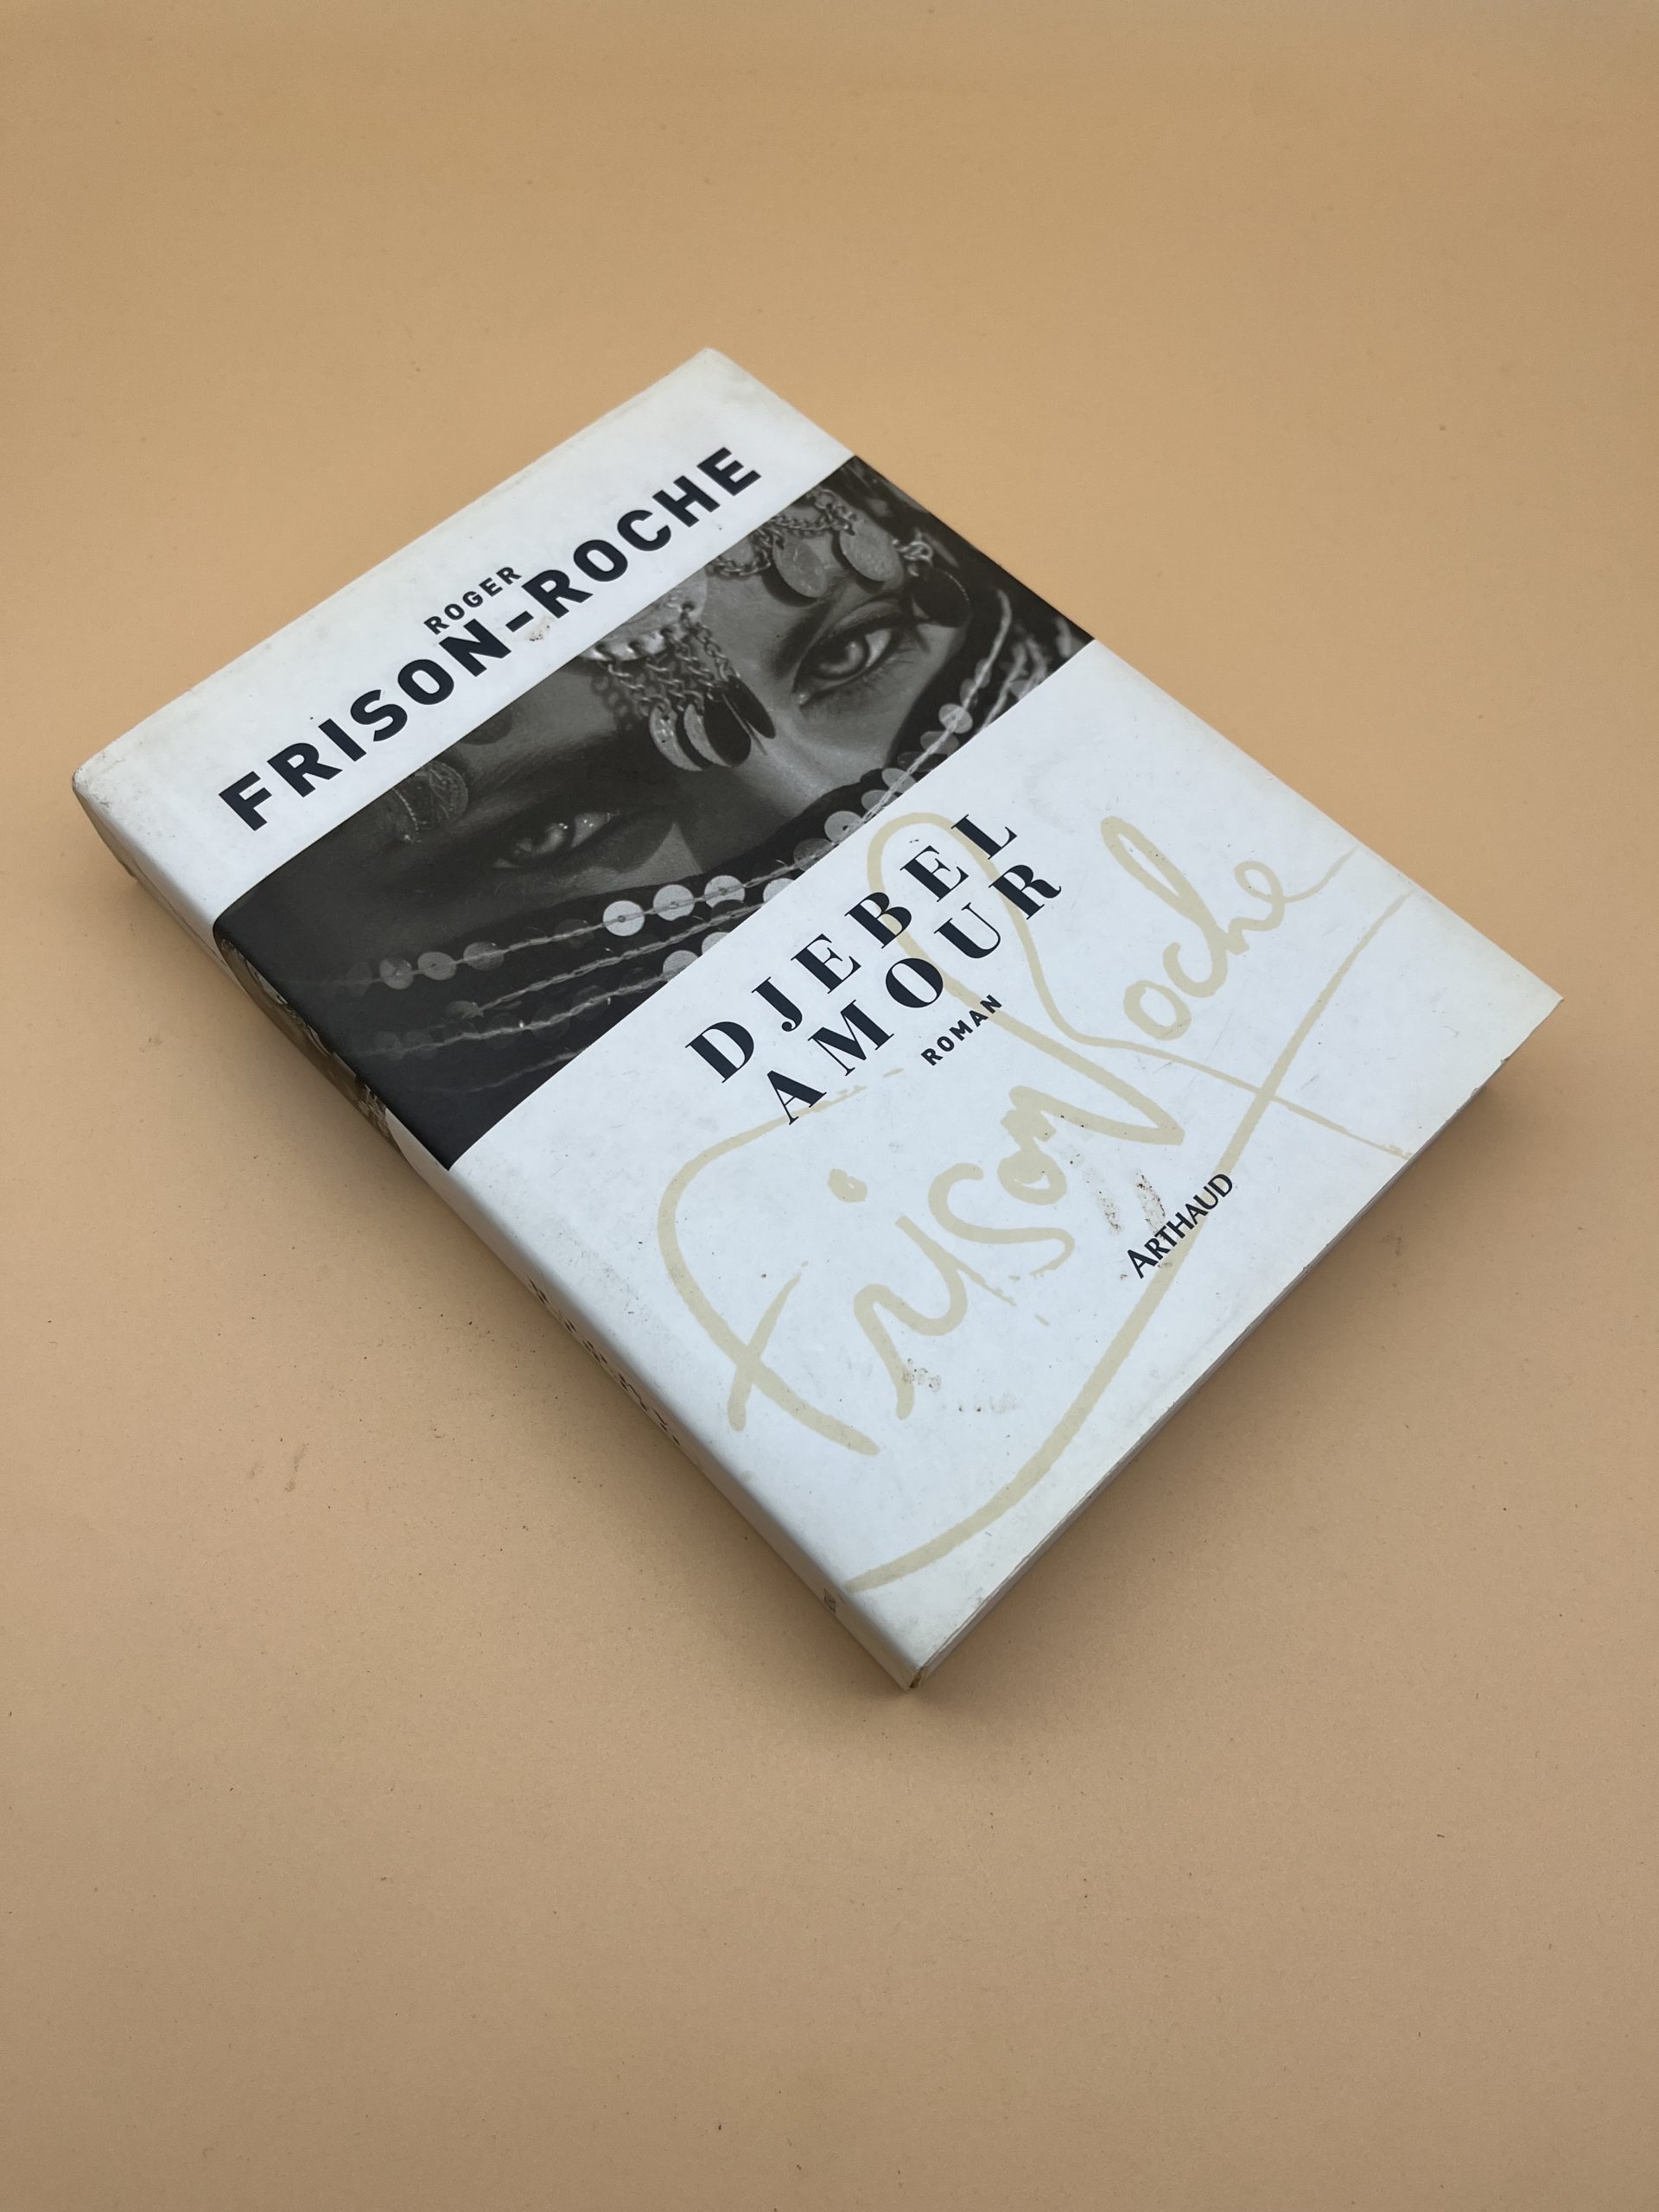 ROGER
FRISON-ROCHE
DJEBEL
AMOUR
ROMAN
Frison Roche
ARTHAUD